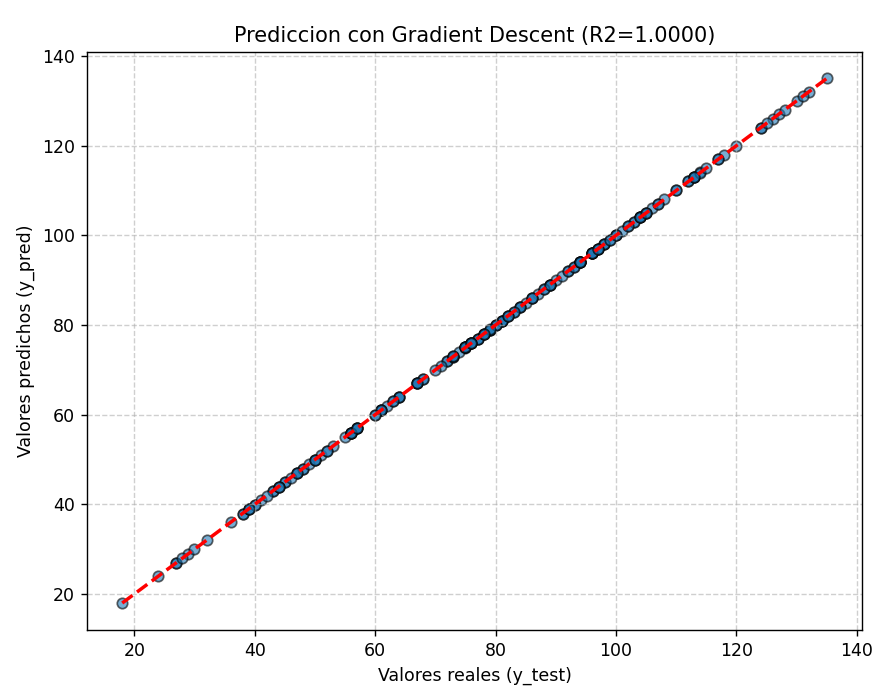 Prediccion con Gradient Descent (R2=1.0000)
140
120
100
80
60
40
20
Valores predichos (y_pred)
20 40 60 80 100 120 140
Valores reales (y_test)